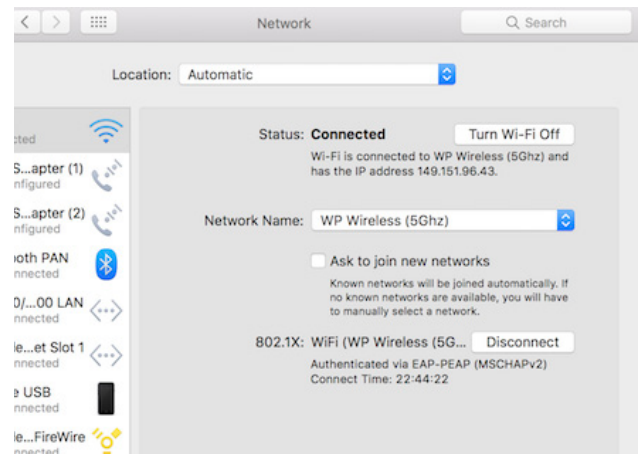 Network
Search
Location: Automatic
cted
S...apter (1)
nfigured
S...apter (2)
nfigured
ooth PAN
nnected
0/...00 LAN
nnected
le...et Slot 1
nnected
e USB
nnected
le...FireWire
nnected
Status: Connected
Turn Wi-Fi Off
Wi-Fi is connected to WP Wireless (5Ghz) and
has the IP address 149.151.96.43.
Network Name: WP Wireless (5Ghz)
Ask to join new networks
Known networks will be joined automatically. If
no known networks are available, you will have
to manually select a network.
802.1X: WiFi (WP Wireless (5G... Disconnect
Authenticated via EAP-PEAP (MSCHAPv2)
Connect Time: 22:44:22